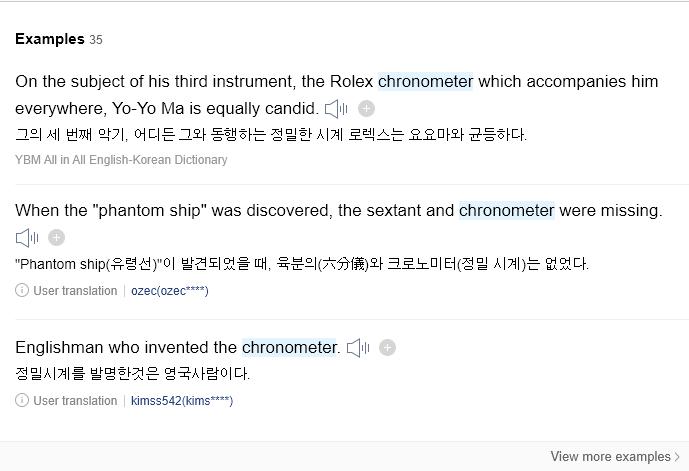 Examples 35
On the subject of his third instrument, the Rolex chronometer which accompanies him
everywhere, Yo-Yo Ma is equally candid.
그의 세 번째 악기, 어디든 그와 동행하는 정밀한 시계 로렉스는 요요마와 균등하다.
YBM All in All English-Korean Dictionary
When the "phantom ship" was discovered, the sextant and chronometer were missing.
"Phantom ship(유령선)"이 발견되었을 때, 육분의(六分儀)와 크로노미터(정밀 시계)는 없었다.
User translation | ozec(ozec****)
Englishman who invented the chronometer.
정밀시계를 발명한것은 영국사람이다.
User translation | kimss542(kims****)
View more examples